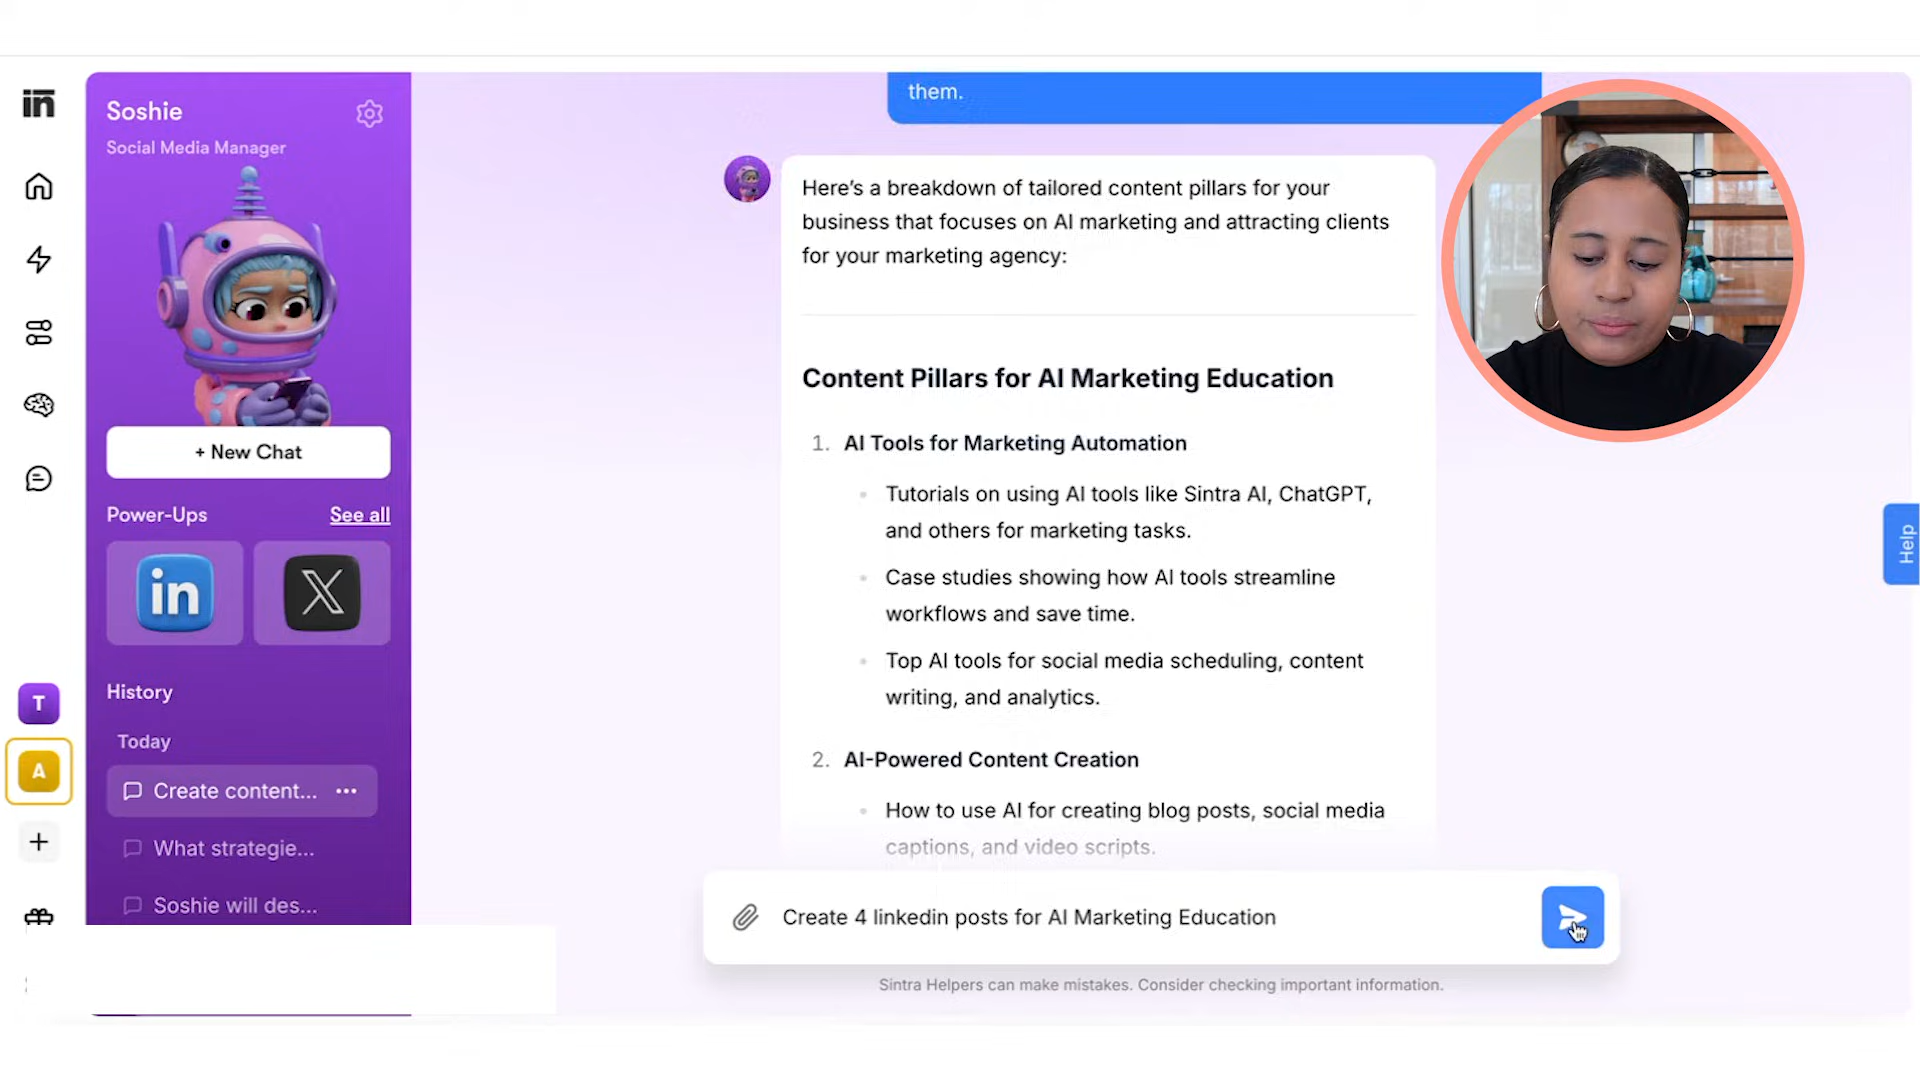 in
Soshie
Social Media Manager
+ New Chat
Power-Ups
See all
in
X
History
Today
Create content...
What strategie...
Soshie will des...
T
A
them.
Here's a breakdown of tailored content pillars for your
business that focuses on AI marketing and attracting clients
for your marketing agency:
Content Pillars for AI Marketing Education
1. AI Tools for Marketing Automation
Tutorials on using AI tools like Sintra AI, ChatGPT,
and others for marketing tasks.
Case studies showing how AI tools streamline
workflows and save time.
Top AI tools for social media scheduling, content
writing, and analytics.
2. AI-Powered Content Creation
How to use AI for creating blog posts, social media
captions, and video scripts.
Create 4 linkedin posts for AI Marketing Education
Sintra Helpers can make mistakes. Consider checking important information.
Help